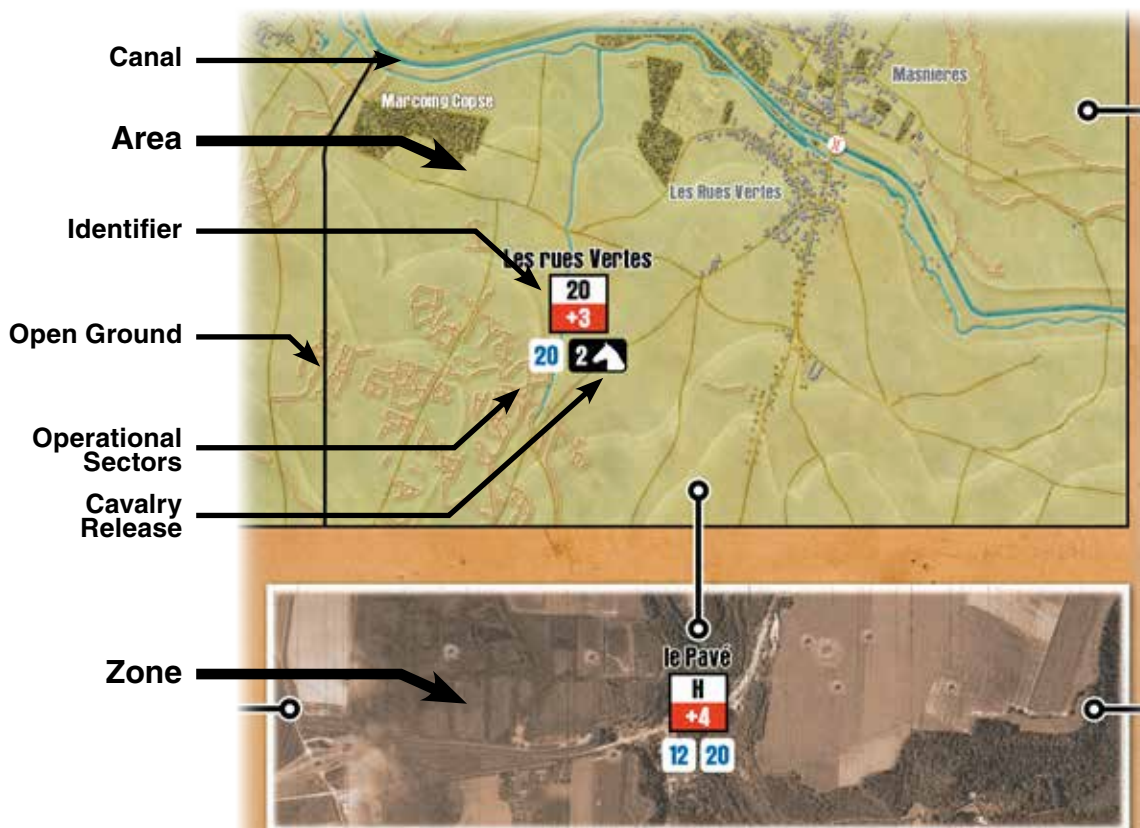 Canal
Marcoing Copse
Masnieres
Area
Les Rues Vertes
Identifier
Les rues Vertes
20
+3
Open Ground
20 2
Operational
Sectors
Cavalry
Release
Zone
le Pavé
H
+4
12 20